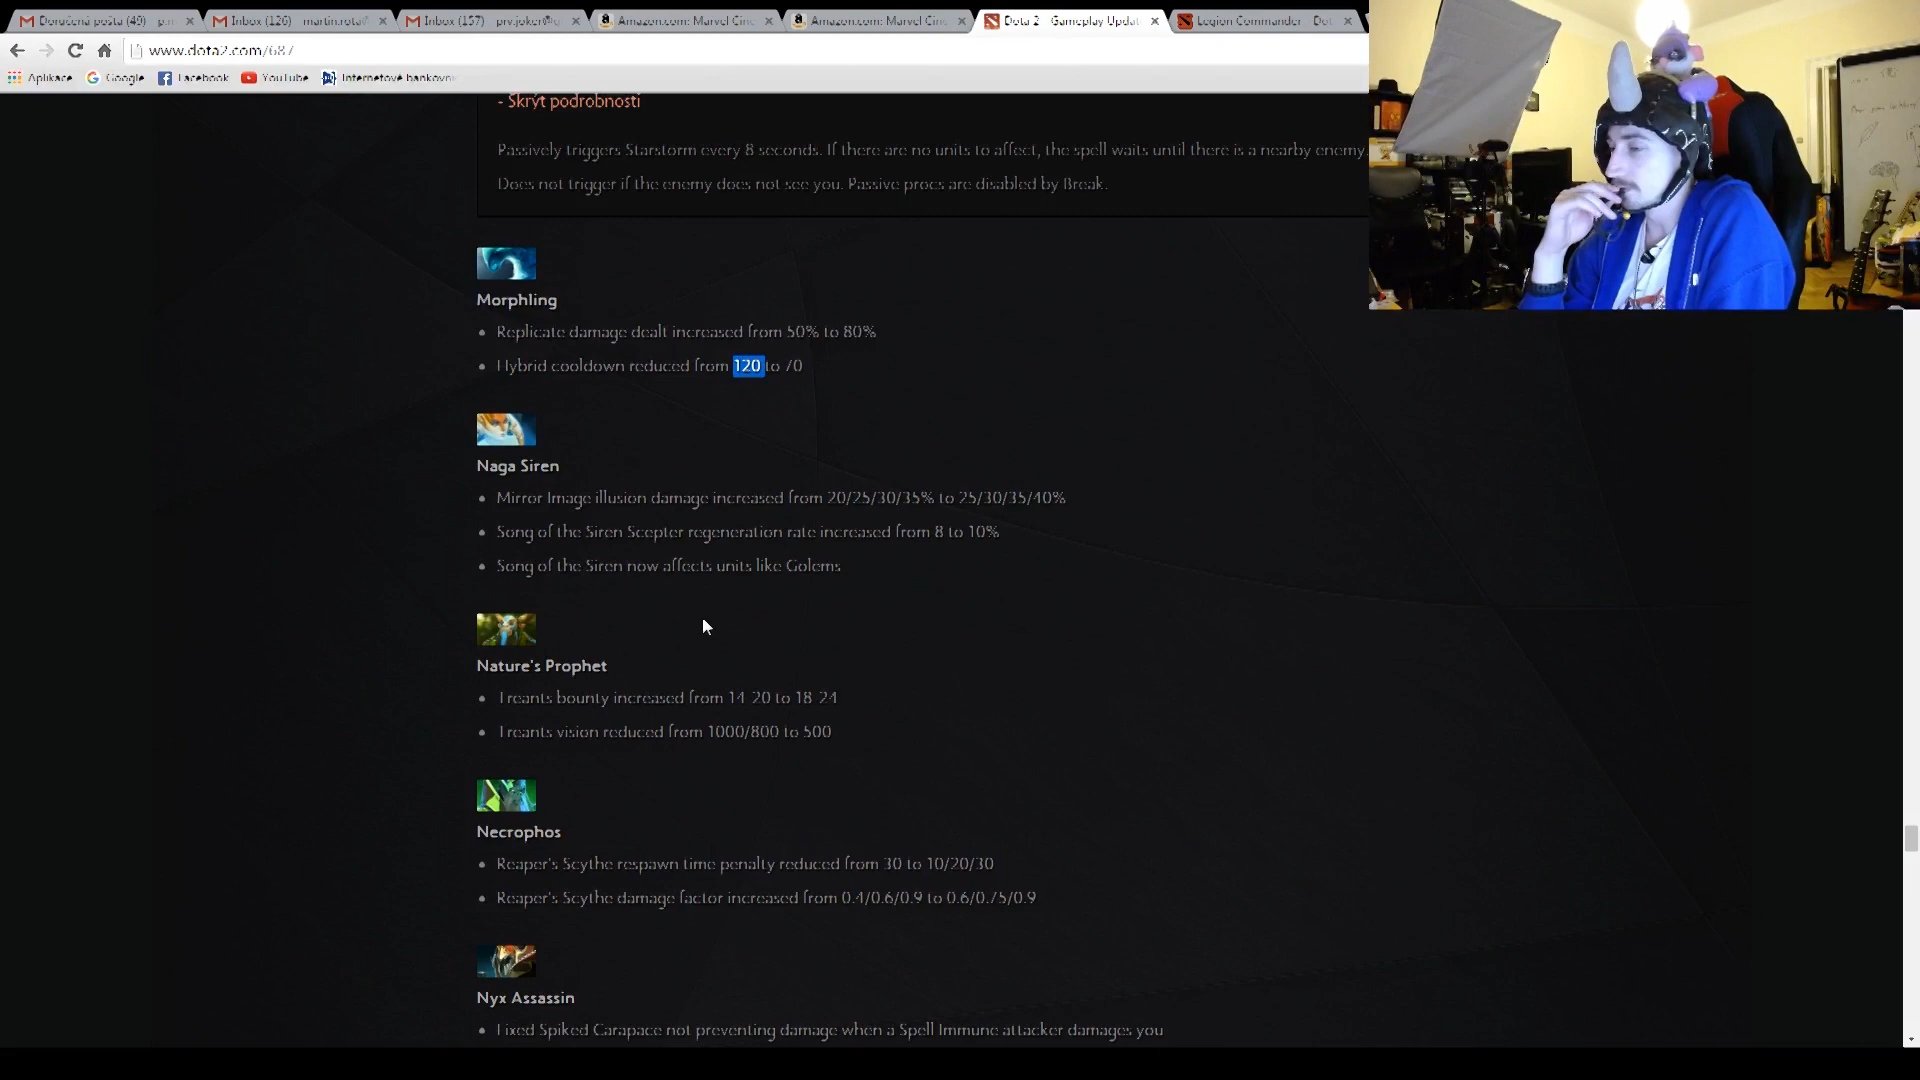 Doručená pošta (49) - p.m
Inbox (126) - martin.rota@
Inbox (157) - prv.joker@g
Amazon.com: Marvel Cine
Amazon.com: Marvel Cine
Dota 2 - Gameplay Updat
Legion Commander - Dot
www.dota2.com/687
Aplikace
Google
Facebook
YouTube
Internetové bankovni
- Skrýt podrobnosti
Passively triggers Starstorm every 8 seconds. If there are no units to affect, the spell waits until there is a nearby enemy.
Does not trigger if the enemy does not see you. Passive procs are disabled by Break.
Morphling
• Replicate damage dealt increased from 50% to 80%
• Hybrid cooldown reduced from 120 to 70
Naga Siren
• Mirror Image illusion damage increased from 20/25/30/35% to 25/30/35/40%
• Song of the Siren Scepter regeneration rate increased from 8 to 10%
• Song of the Siren now affects units like Golems
Nature's Prophet
• Treants bounty increased from 14-20 to 18-24
• Treants vision reduced from 1000/800 to 500
Necrophos
• Reaper's Scythe respawn time penalty reduced from 30 to 10/20/30
• Reaper's Scythe damage factor increased from 0.4/0.6/0.9 to 0.6/0.75/0.9
Nyx Assassin
• Fixed Spiked Carapace not preventing damage when a Spell Immune attacker damages you